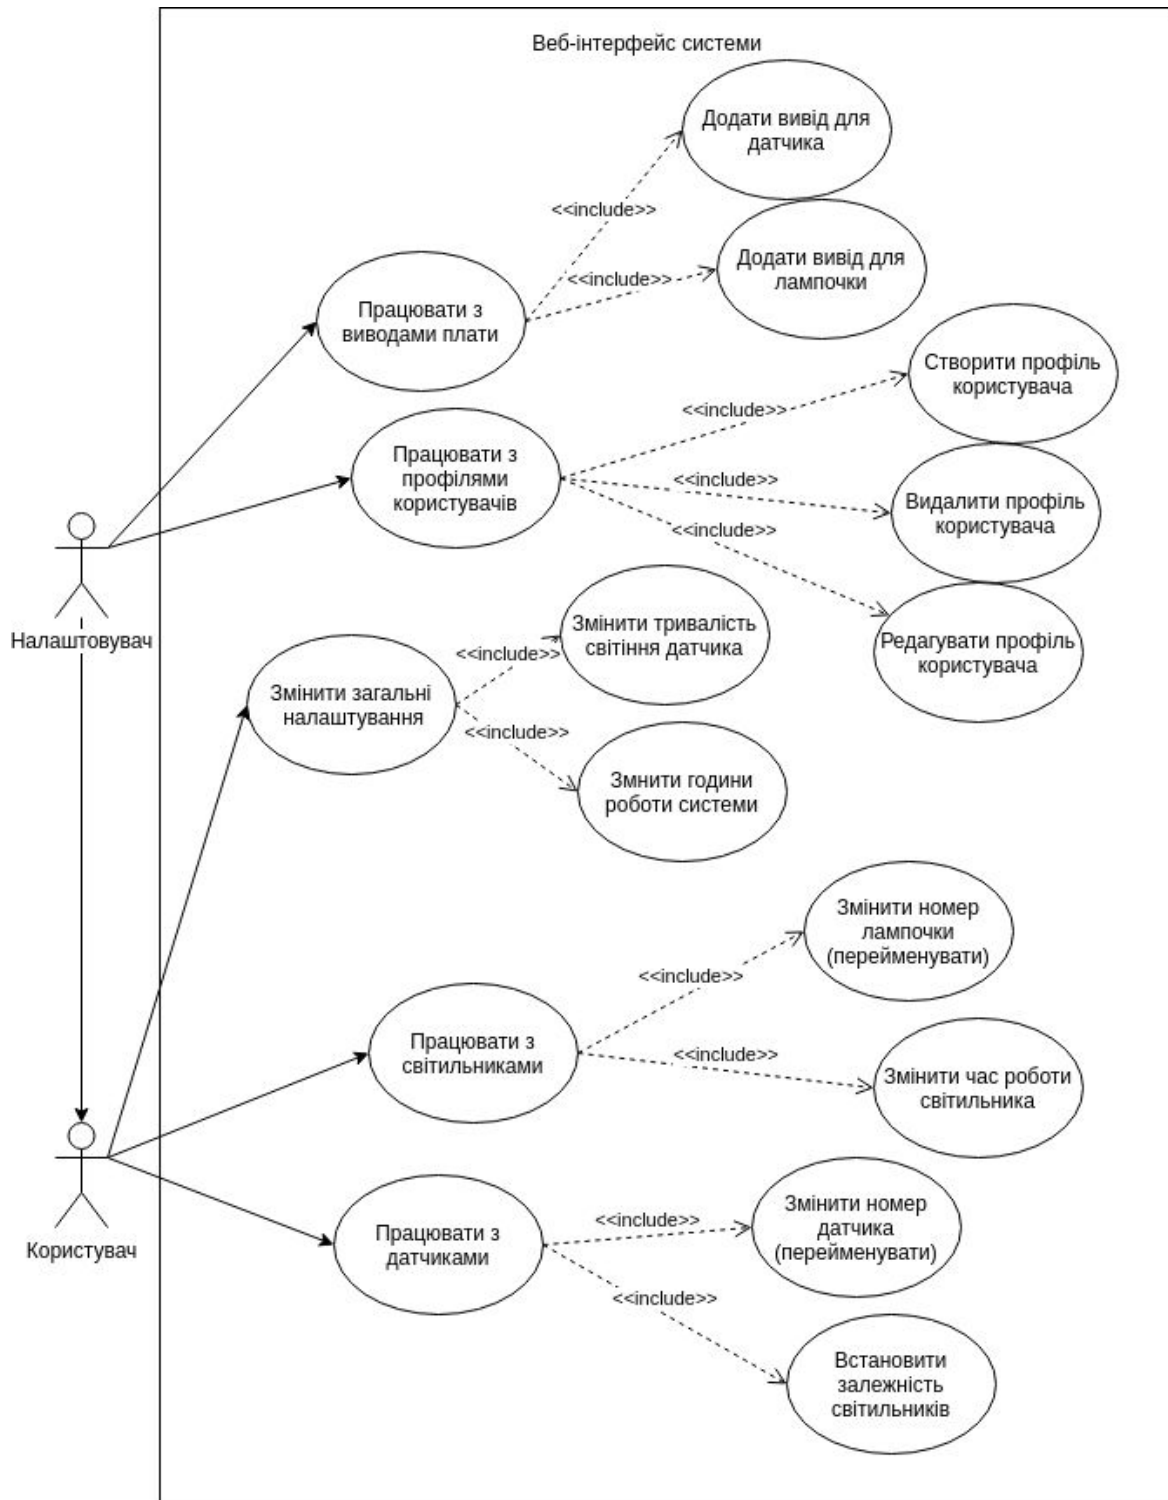 Веб-інтерфейс системи
Додати вивід для
датчика
<<include>>
Додати вивід для
лампочки
<<include>>
Працювати з
виводами плати
Створити профіль
користувача
<<include>>
Працювати з
профілями
користувачів
<<include>>
Видалити профіль
користувача
<<include>>
Налаштовувач
Змінити тривалість
світіння датчика
Редагувати профіль
користувача
<<include>>
Змінити загальні
налаштування
<<include>>
Змнити години
роботи системи
Змінити номер
лампочки
(перейменувати)
<<include>>
Працювати з
світильниками
<<include>>
Змінити час роботи
світильника
Користувач
Працювати з
датчиками
<<include>>
Змінити номер
датчика
(перейменувати)
<<include>>
Встановити
залежність
світильників